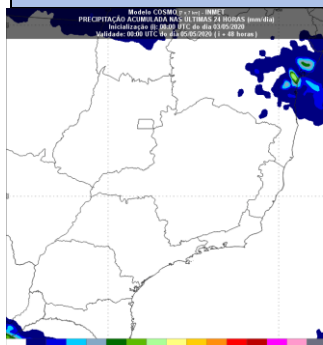 Modelo COSMO - INMET
PRECIPITAÇÃO ACUMULADA NAS ÚLTIMAS 24 HORAS (mm/dia)
Inicialização 00:00 UTC do dia 03/05/2020
Validade: 00:00 UTC do dia 05/05/2020 ( i + 48 horas )